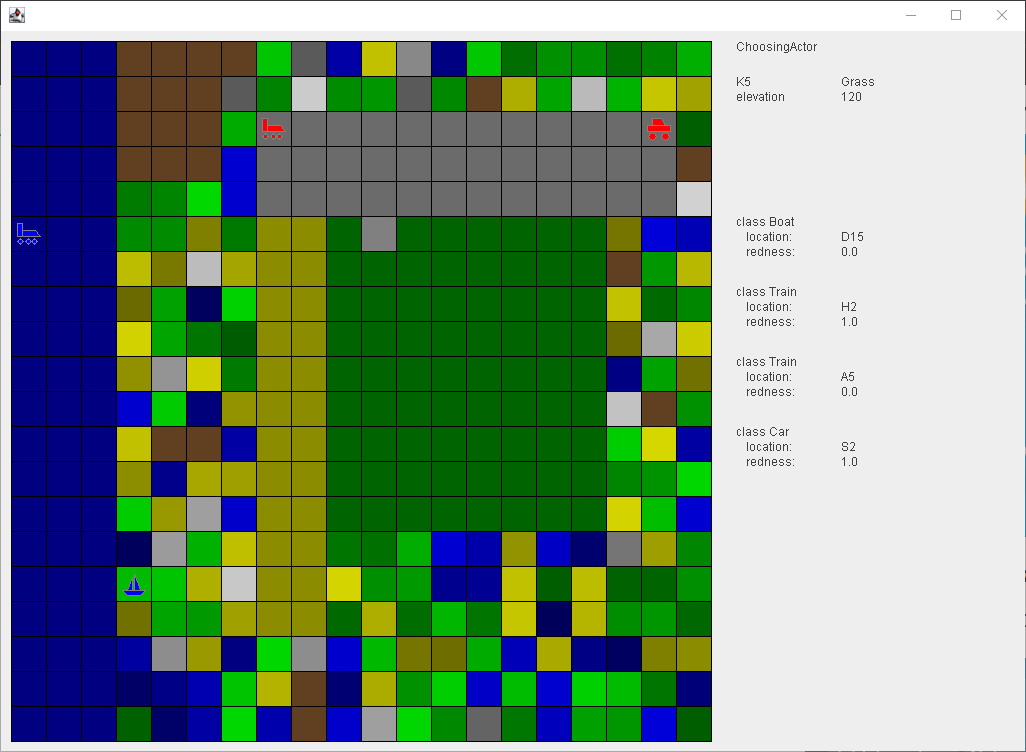 ChoosingActor
K5 Grass
elevation 120
class Boat
location: D15
redness: 0.0
class Train
location: H2
redness: 1.0
class Train
location: A5
redness: 0.0
class Car
location: S2
redness: 1.0